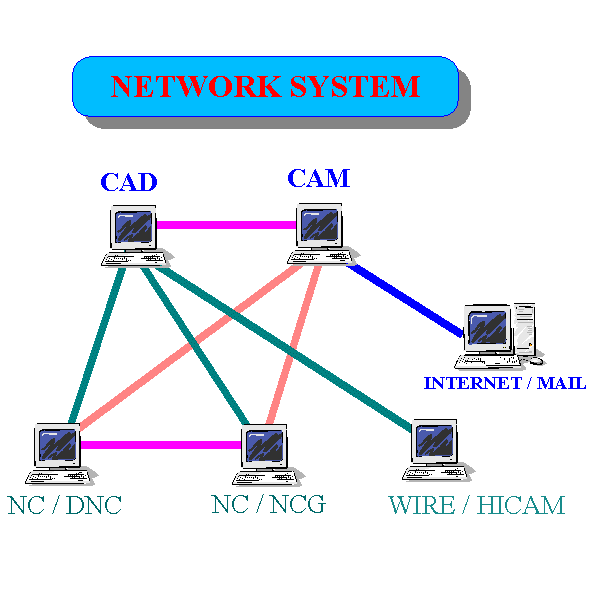 NETWORK SYSTEM
CAD
CAM
INTERNET / MAIL
NC / DNC
NC / NCG
WIRE / HICAM